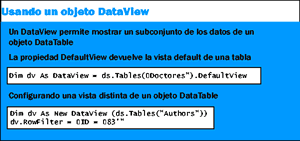 Usando un objeto DataView
Un DataView permite mostrar un subconjunto de los datos de un
objeto DataTable
La propiedad DefaultView devuelve la vista default de una tabla
Dim dv As DataView = ds.Tables(ODoctores").DefaultView
Configurando una vista distinta de un objeto DataTable
Dim dv As New DataView (ds.Tables("Authors"))
dv.RowFilter = OID = O83'"